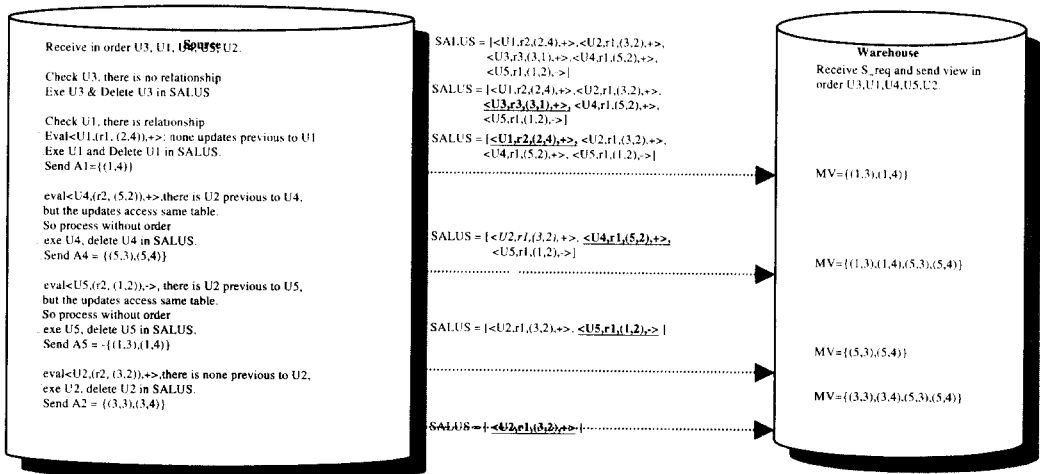 Source
Receive in order U3, U1, U4, U5, U2.
Check U3, there is no relationship
Exe U3 & Delete U3 in SALUS
Check U1, there is relationship
Eval<U1,(r1, (2,4)),+>: none updates previous to U1
Exe U1 and Delete U1 in SALUS.
Send A1={(1,4)}
eval<U4,(r2, (5,2)),+>,there is U2 previous to U4,
but the updates access same table.
So process without order
exe U4, delete U4 in SALUS.
Send A4 = {(5,3),(5,4)}
eval<U5,(r2, (1,2)),->, there is U2 previous to U5,
but the updates access same table.
So process without order
exe U5, delete U5 in SALUS.
Send A5 = -{(1,3),(1,4)}
eval<U2,(r2, (3,2)),+>,there is none previous to U2,
exe U2, delete U2 in SALUS.
Send A2 = {(3,3),(3,4)}
SALUS = [<U1,r2,(2,4),+>,<U2,r1,(3,2),+>,
<U3,r3,(3,1),+>,<U4,r1,(5,2),+>,
<U5,r1,(1,2),->]
SALUS = [<U1,r2,(2,4),+>, <U2,r1,(3,2),+>,
<U3,r3,(3,1),+>, <U4,r1,(5,2),+>,
<U5,r1,(1,2),->]
SALUS = [<U1,r2,(2,4),+>, <U2,r1,(3,2),+>,
<U4,r1,(5,2),+>, <U5,r1,(1,2),->]
SALUS = [<U2,r1,(3,2),+>, <U4,r1,(5,2),+>,
<U5,r1,(1,2),->]
SALUS = [<U2,r1,(3,2),+>, <U5,r1,(1,2),-> ]
SALUS = [ <U2,r1,(3,2),+> ]
Warehouse
Receive S_req and send view in
order U3,U1,U4,U5,U2.
MV={(1,3),(1,4)}
MV={(1,3),(1,4),(5,3),(5,4)}
MV={(5,3),(5,4)}
MV={(3,3),(3,4),(5,3),(5,4)}